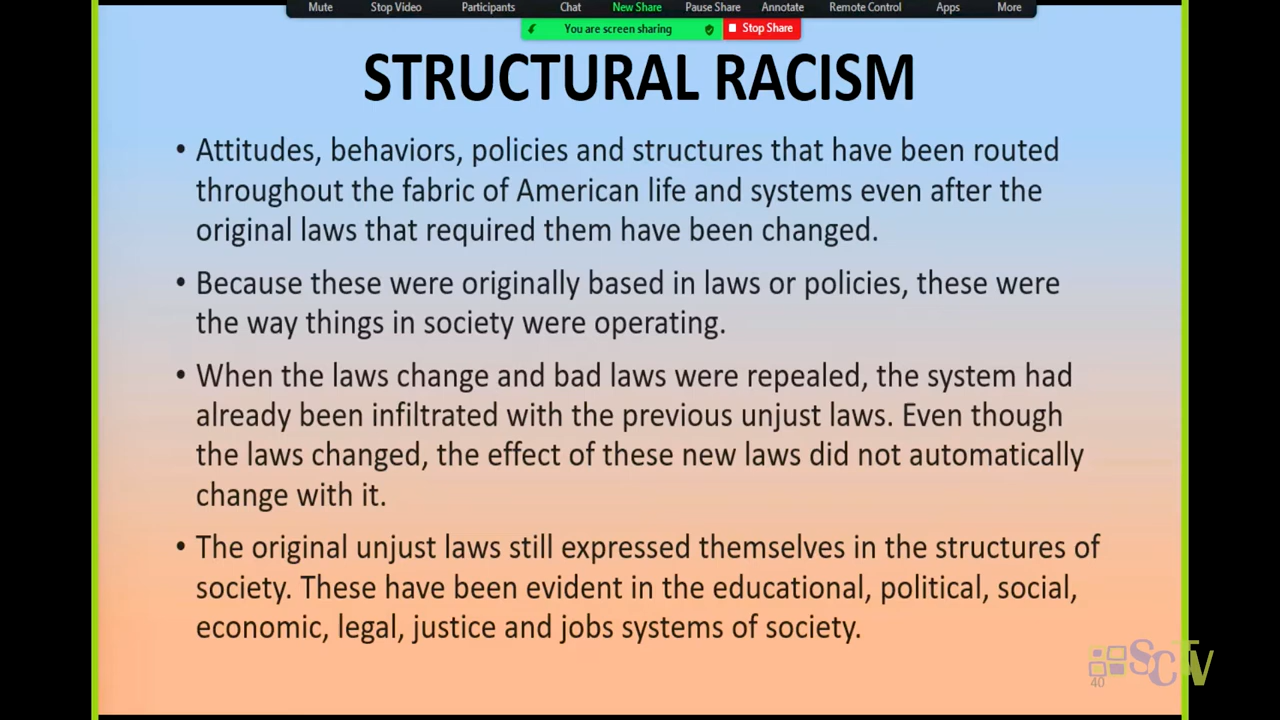 Mute Stop Video Participants Chat New Share Pause Share Annotate Remote Control Apps More
You are screen sharing Stop Share
STRUCTURAL RACISM
• Attitudes, behaviors, policies and structures that have been routed
throughout the fabric of American life and systems even after the
original laws that required them have been changed.
• Because these were originally based in laws or policies, these were
the way things in society were operating.
• When the laws change and bad laws were repealed, the system had
already been infiltrated with the previous unjust laws. Even though
the laws changed, the effect of these new laws did not automatically
change with it.
• The original unjust laws still expressed themselves in the structures of
society. These have been evident in the educational, political, social,
economic, legal, justice and jobs systems of society.
SCTV
40